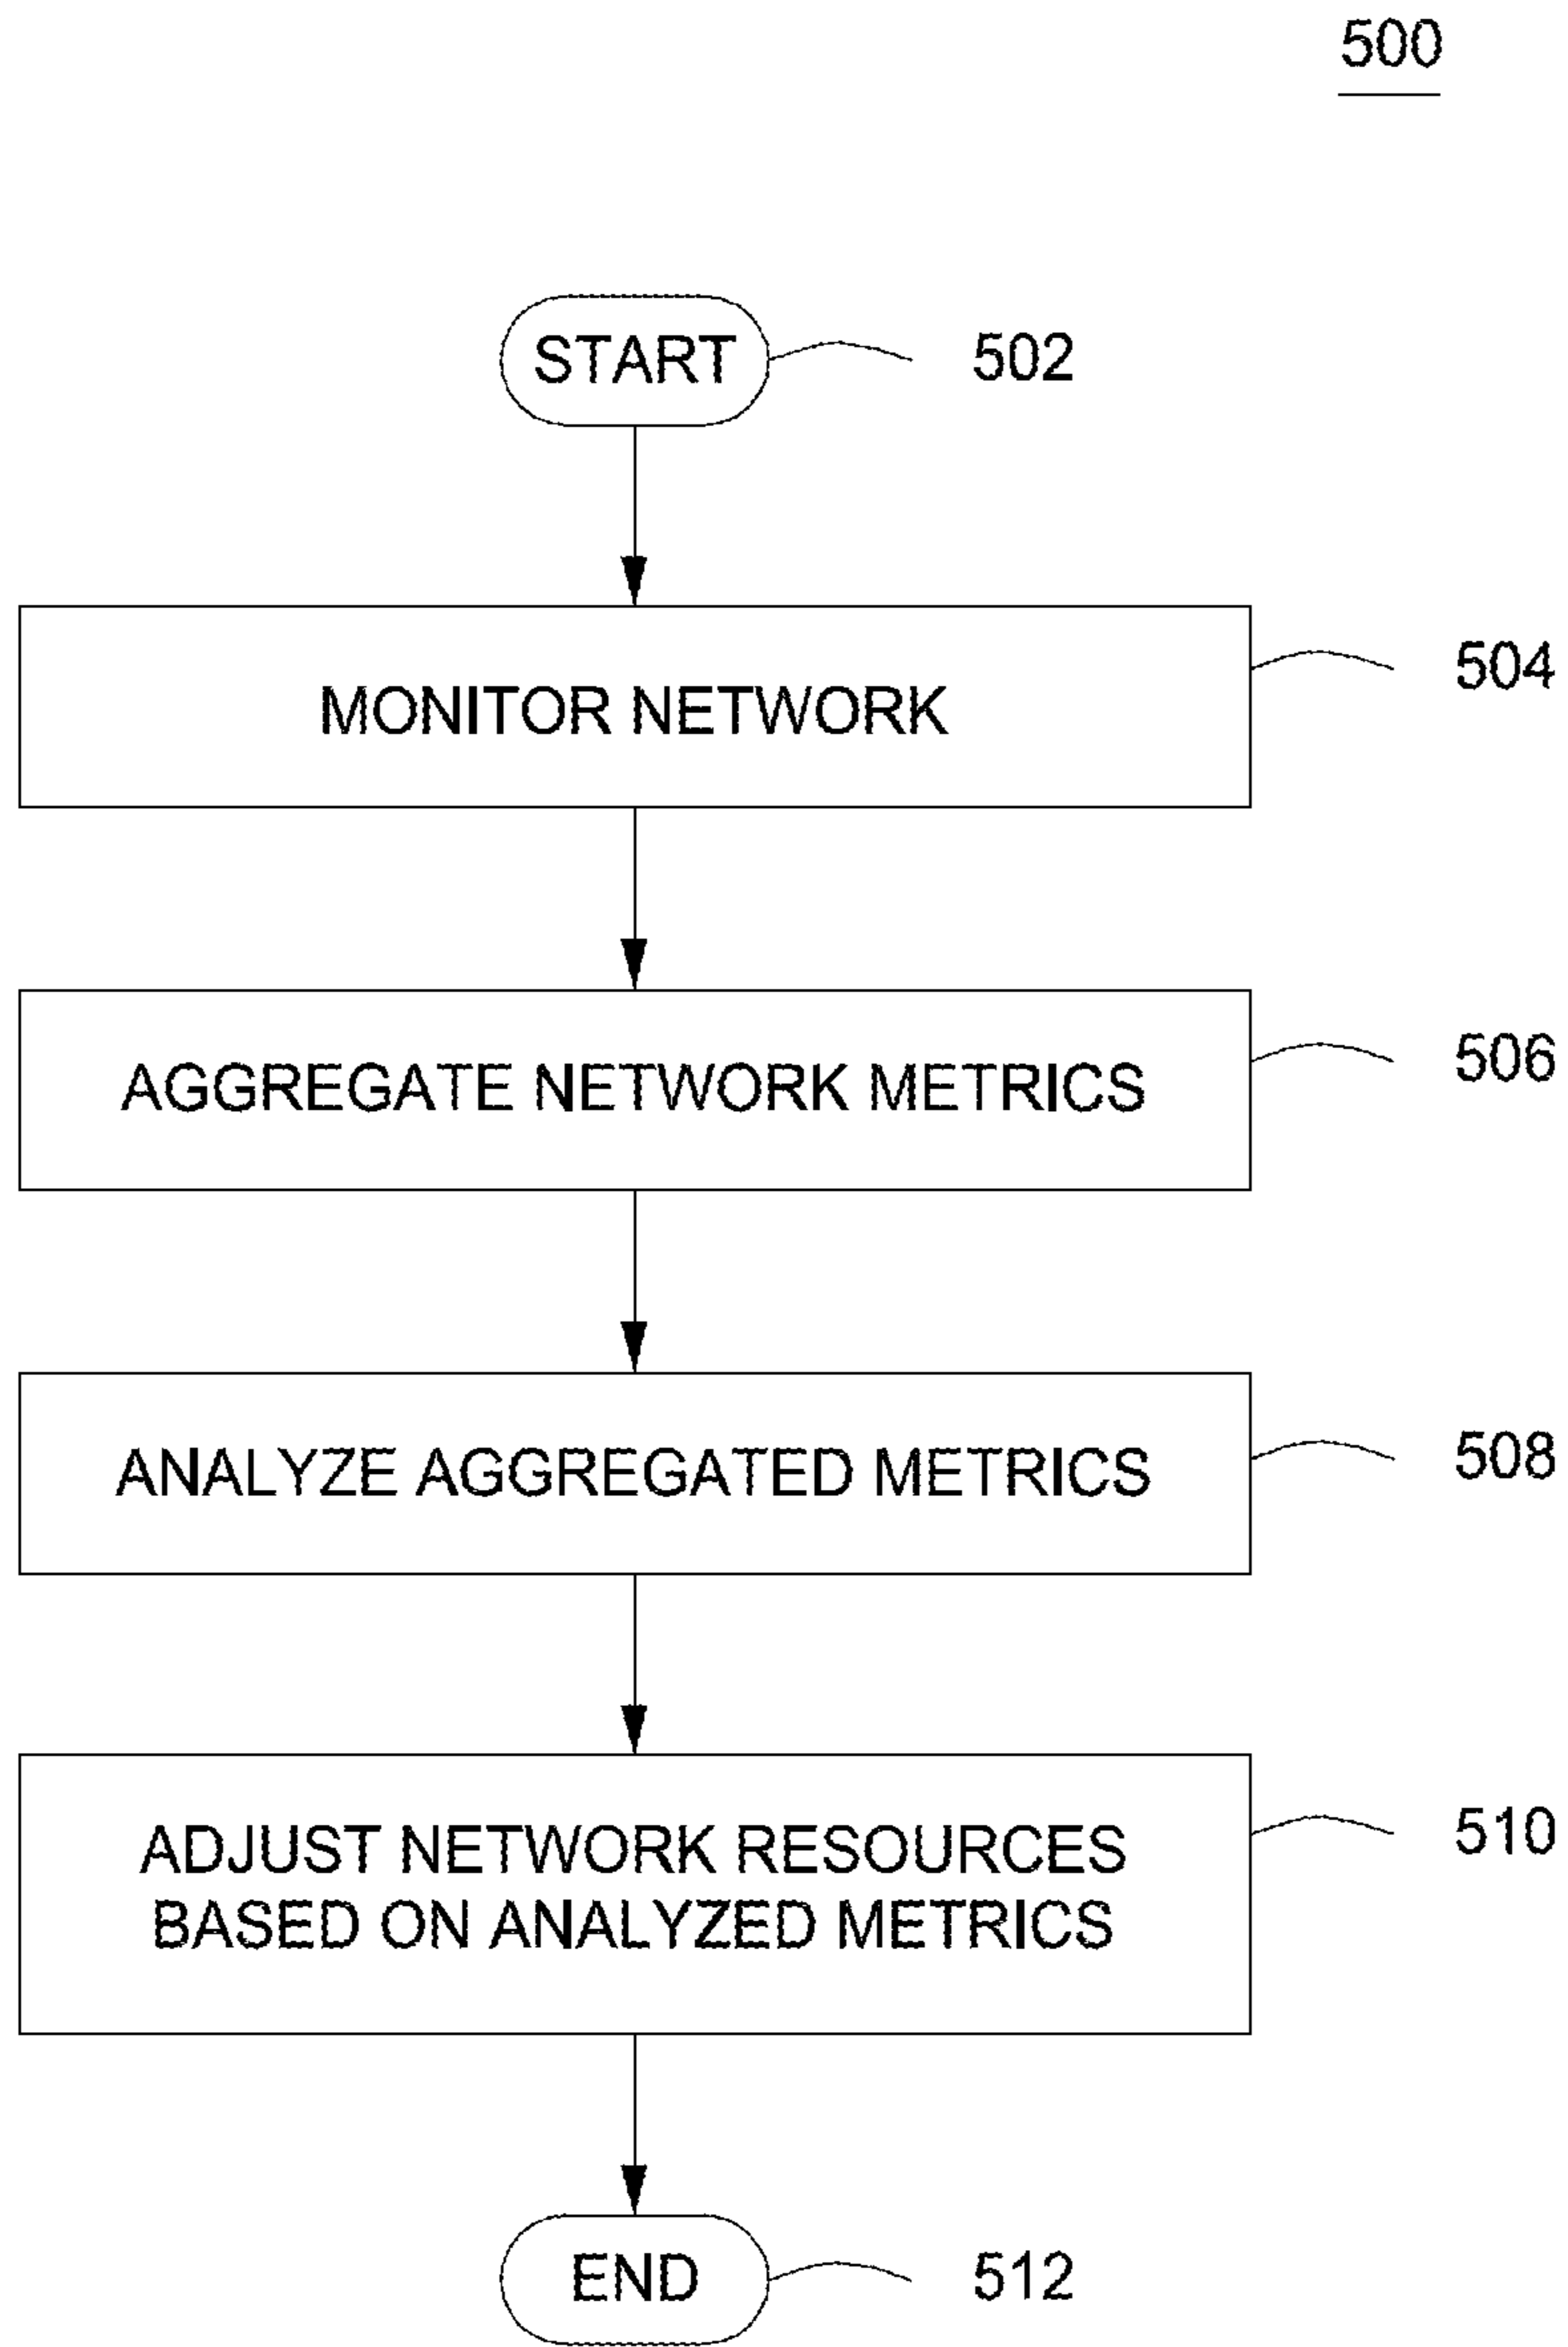 500
START
502
MONITOR NETWORK
504
AGGREGATE NETWORK METRICS
506
ANALYZE AGGREGATED METRICS
508
ADJUST NETWORK RESOURCES
BASED ON ANALYZED METRICS
510
END
512